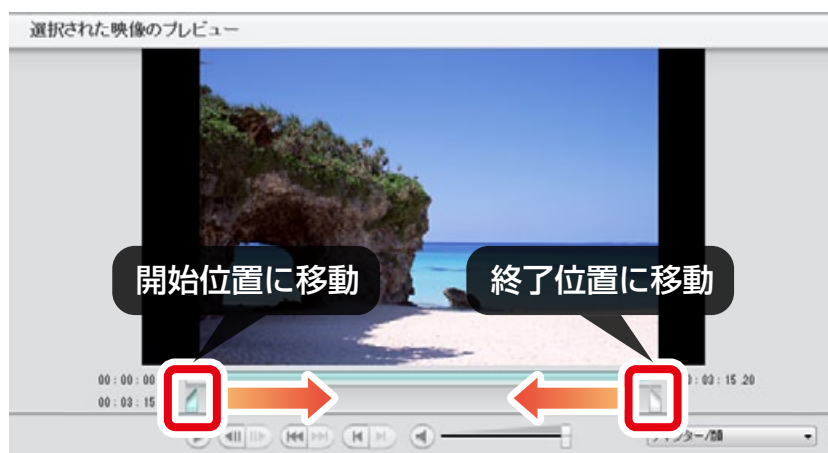 選択された映像のプレビュー
開始位置に移動
終了位置に移動
00 : 00 : 00
: 03 : 15 .20
00 : 03 : 15